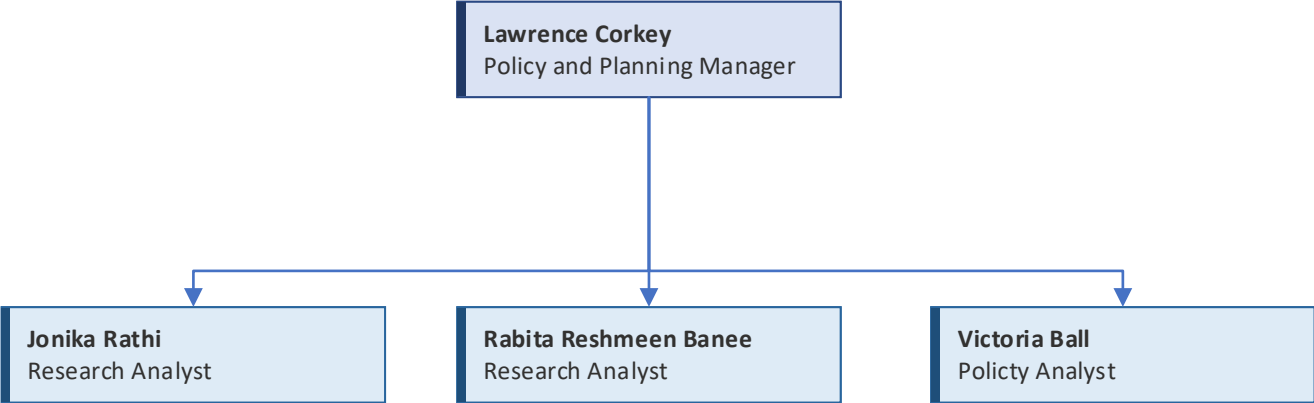 Lawrence Corkey
Policy and Planning Manager
Jonika Rathi
Research Analyst
Rabita Reshmeen Banee
Research Analyst
Victoria Ball
Policty Analyst